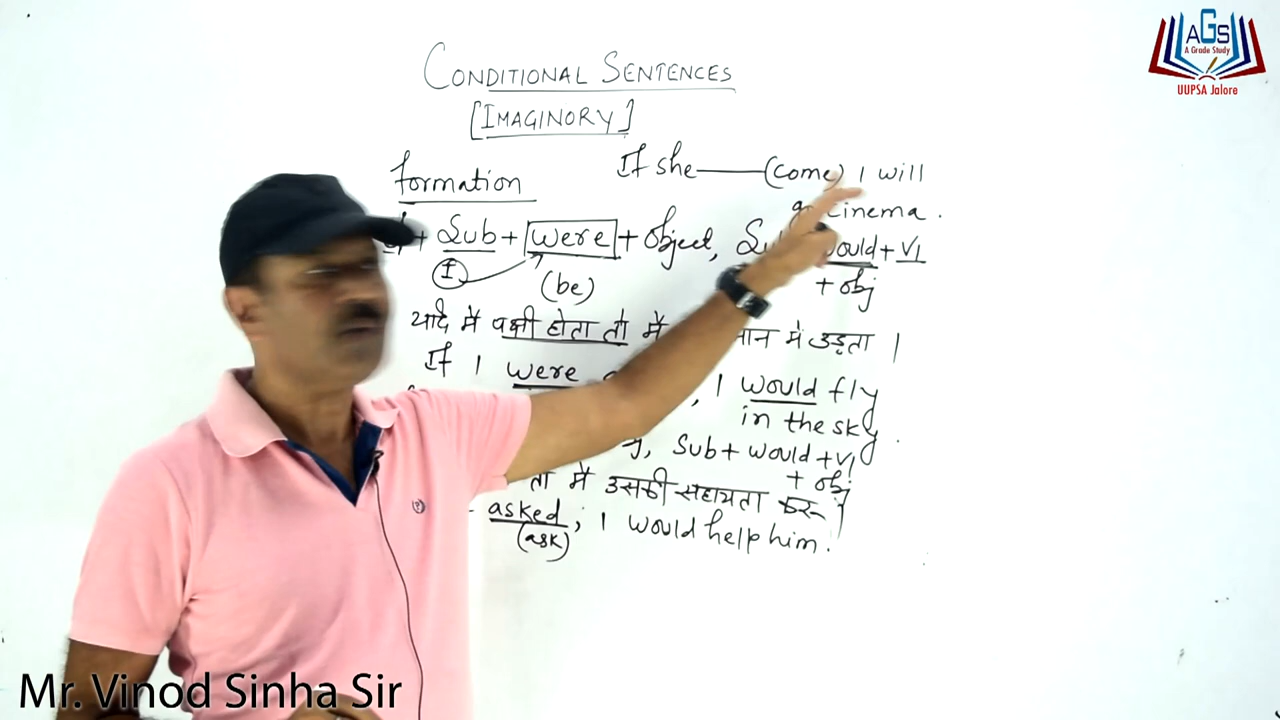 CONDITIONAL SENTENCES
[IMAGINORY]
formation
If she (come) I will
cinema.
+ Sub + were + object, would + V1
I
(be)
+ obj
यदि में पक्षी होता तो में में उड़ता |
If I were , I would fly
in the sky.
, Sub + would + V1
+ obj
में उसकी सहायता |
asked, I would help him.
(ask)
AGS
A Grade Study
UUPSA Jalore
Mr. Vinod Sinha Sir